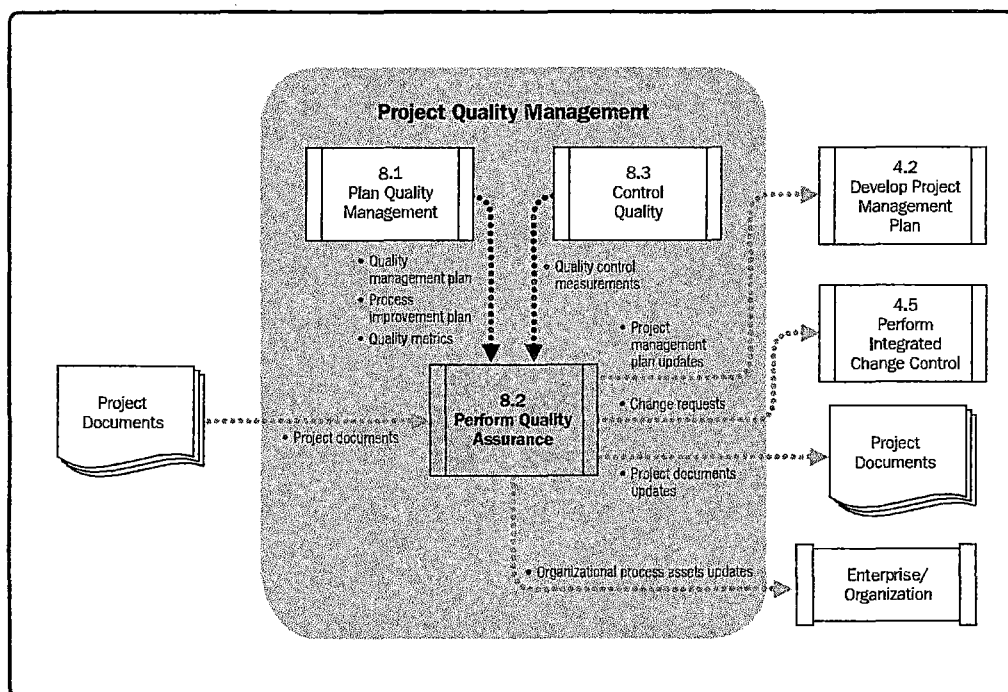 Project Quality Management
8.1
Plan Quality
Management
8.3
Control
Quality
4.2
Develop Project
Management
Plan
• Quality
management plan
• Process
improvement plan
• Quality metrics
• Quality control
measurements
• Project
management
plan updates
4.5
Perform
Integrated
Change Control
Project
Documents
• Project documents
8.2
Perform Quality
Assurance
• Change requests
• Project documents
updates
Project
Documents
• Organizational process assets updates
Enterprise/
Organization